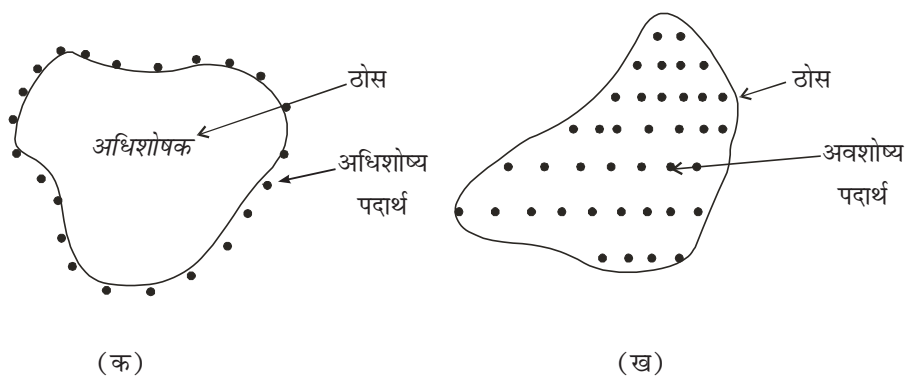 ठोस
अधिशोषक
अधिशोष्य
पदार्थ
ठोस
अवशोष्य
पदार्थ
(क)
(ख)